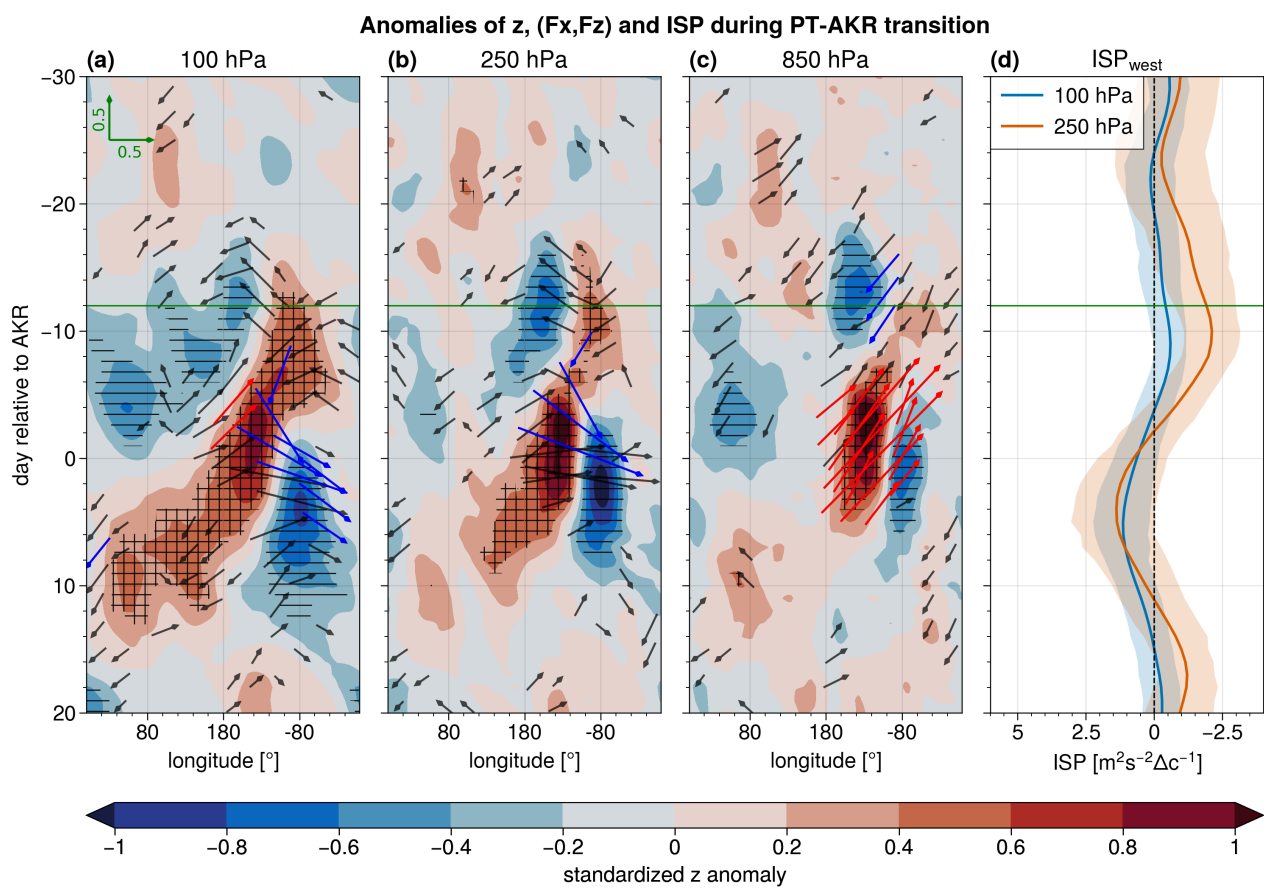 Anomalies of z, (Fx,Fz) and ISP during PT-AKR transition
(a) 100 hPa
(b) 250 hPa
(c) 850 hPa
(d) ISPwest
day relative to AKR
−30
−20
−10
0
10
20
0.5
0.5
100 hPa
250 hPa
80 180 -80
80 180 -80
80 180 -80
5 2.5 0 −2.5
longitude [°]
longitude [°]
longitude [°]
ISP [m²s⁻²Δc⁻¹]
−1 −0.8 −0.6 −0.4 −0.2 0 0.2 0.4 0.6 0.8 1
standardized z anomaly